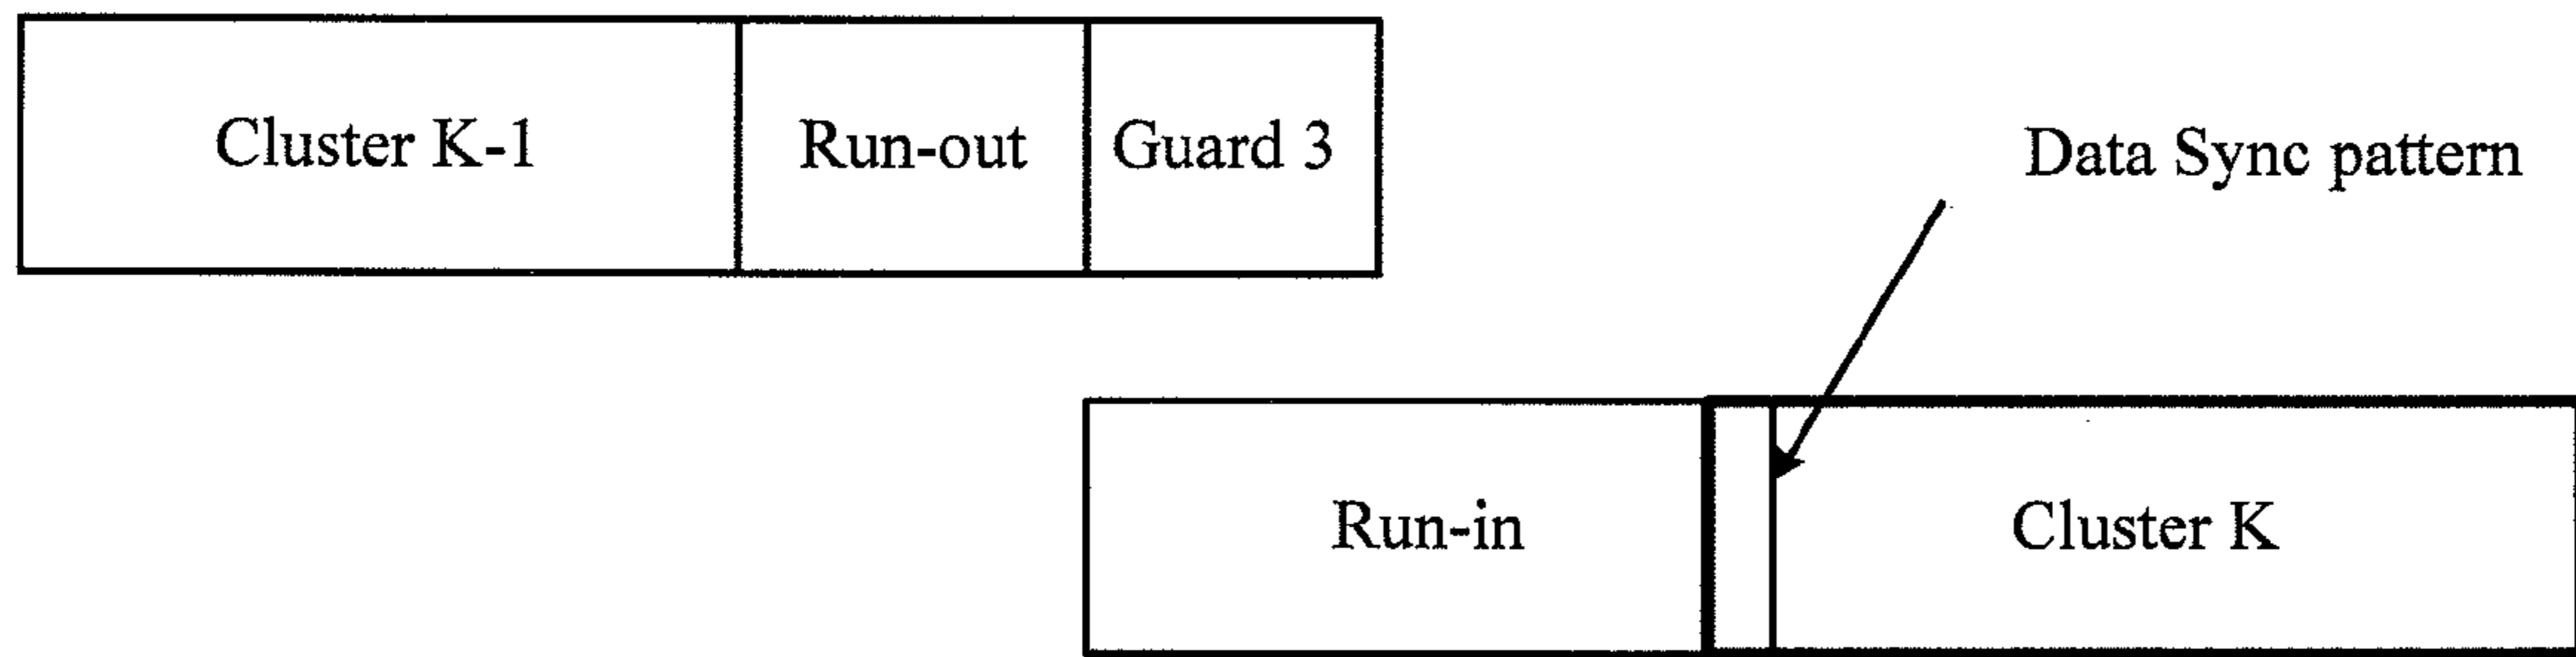 Cluster K-1
Run-out
Guard 3
Data Sync pattern
Run-in
Cluster K